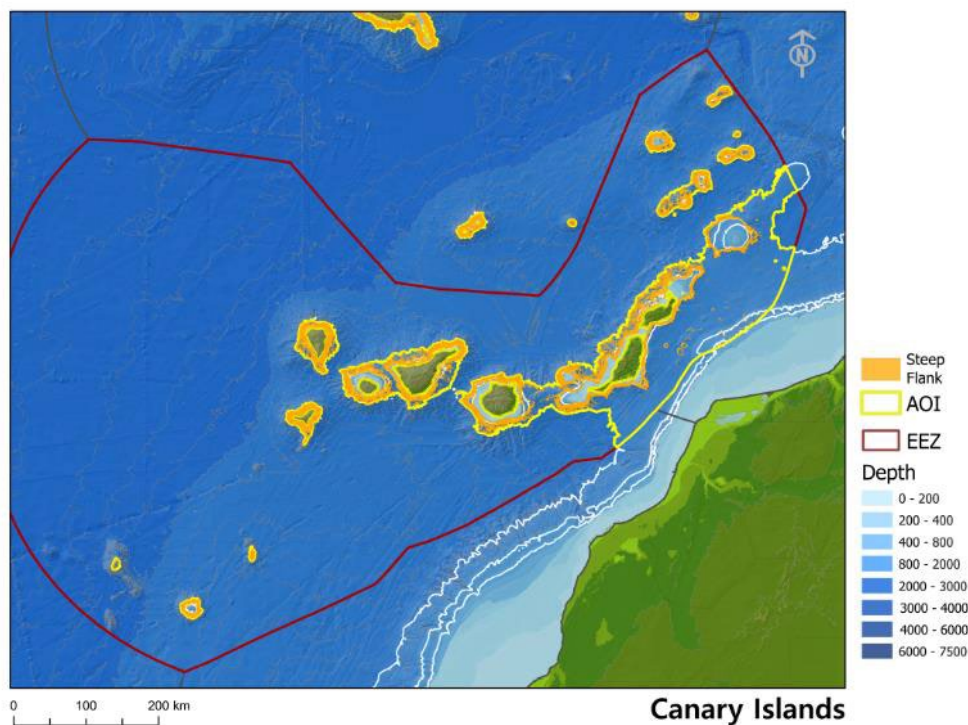 N
Steep
Flank
AOI
EEZ
Depth
0 - 200
200 - 400
400 - 800
800 - 2000
2000 - 3000
3000 - 4000
4000 - 6000
6000 - 7500
0 100 200 km
Canary Islands